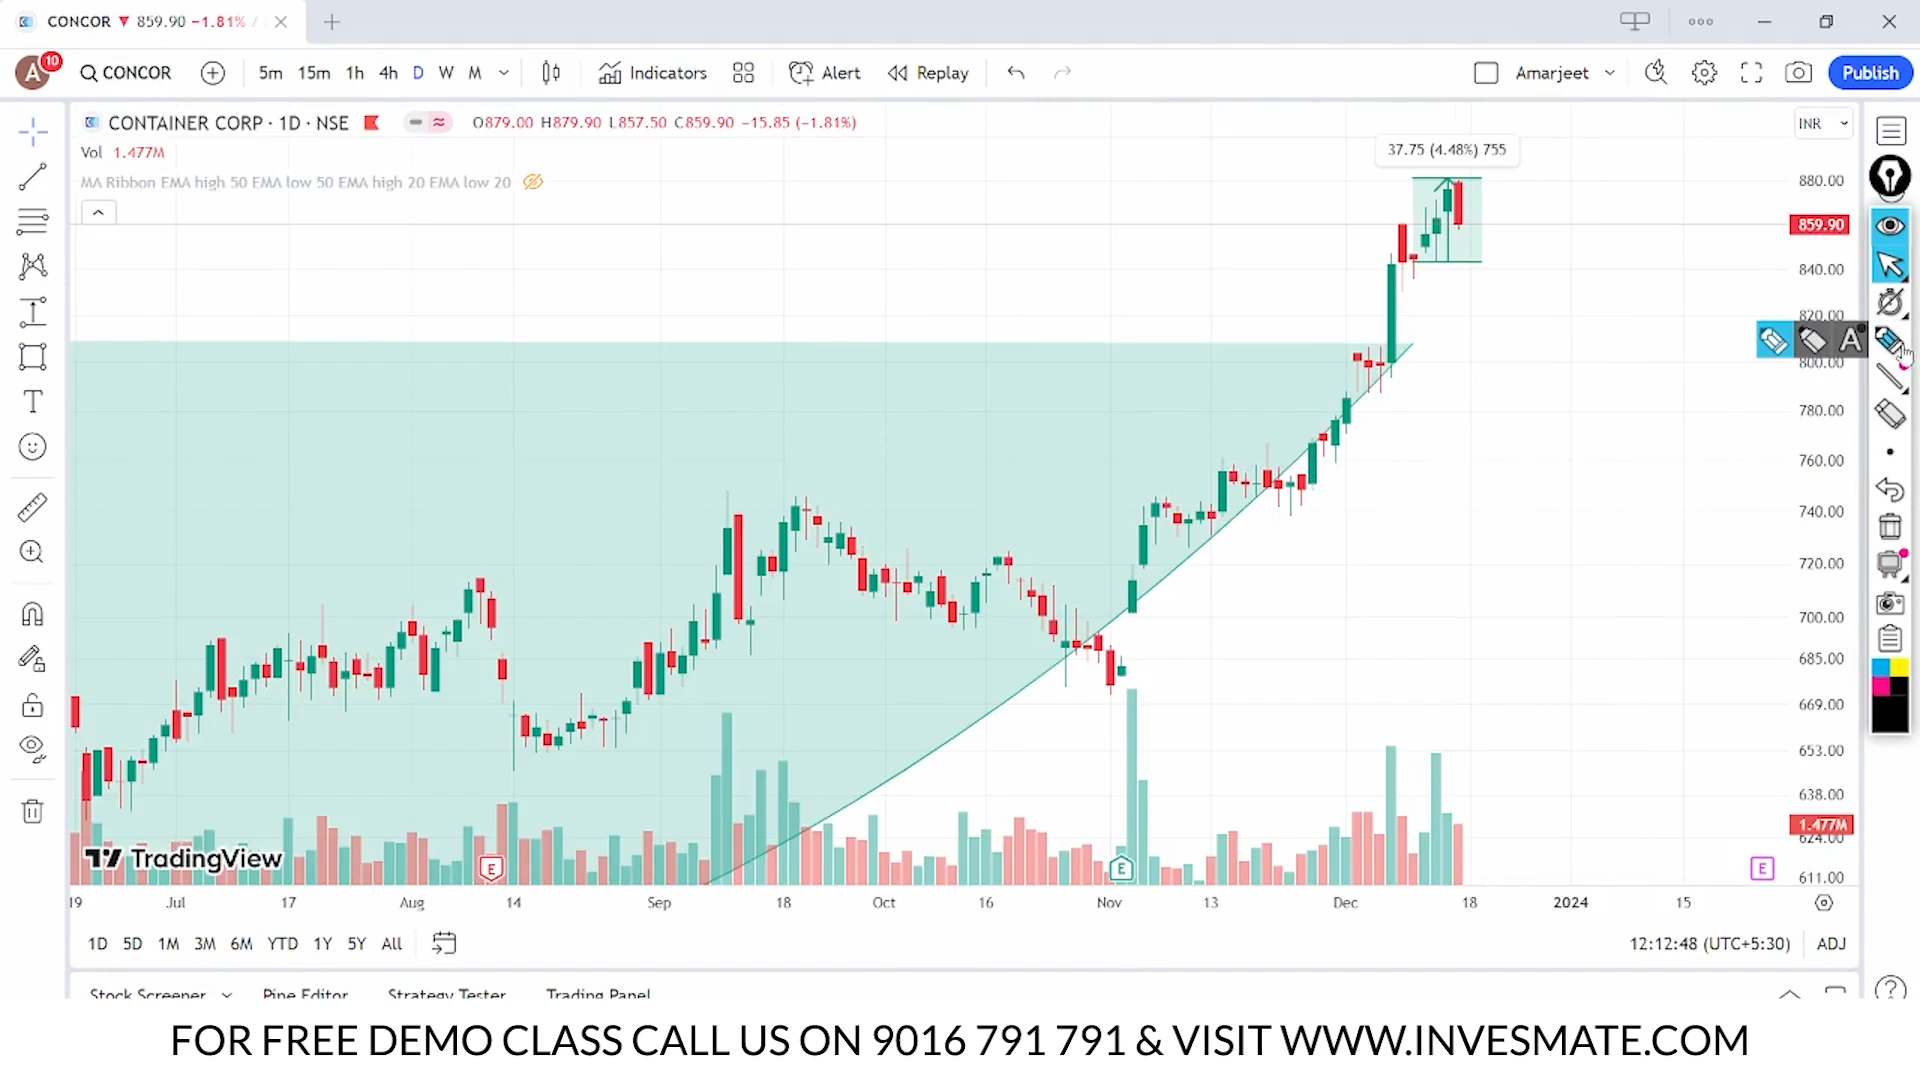 CONCOR ▼ 859.90 −1.81% /
A 10 CONCOR 5m 15m 1h 4h D W M Indicators Alert Replay Amarjeet Publish
CONTAINER CORP · 1D · NSE O879.00 H879.90 L857.50 C859.90 −15.85 (−1.81%) INR
Vol 1.477M
MA Ribbon EMA high 50 EMA low 50 EMA high 20 EMA low 20
37.75 (4.48%) 755
880.00
859.90
840.00
820.00
A
800.00
780.00
760.00
740.00
720.00
700.00
685.00
669.00
653.00
638.00
1.477M
624.00
611.00
TradingView
E E E
19 Jul 17 Aug 14 Sep 18 Oct 16 Nov 13 Dec 18 2024 15
1D 5D 1M 3M 6M YTD 1Y 5Y All 12:12:48 (UTC+5:30) ADJ
Stock Screener Pine Editor Strategy Tester Trading Panel
FOR FREE DEMO CLASS CALL US ON 9016 791 791 & VISIT WWW.INVESMATE.COM